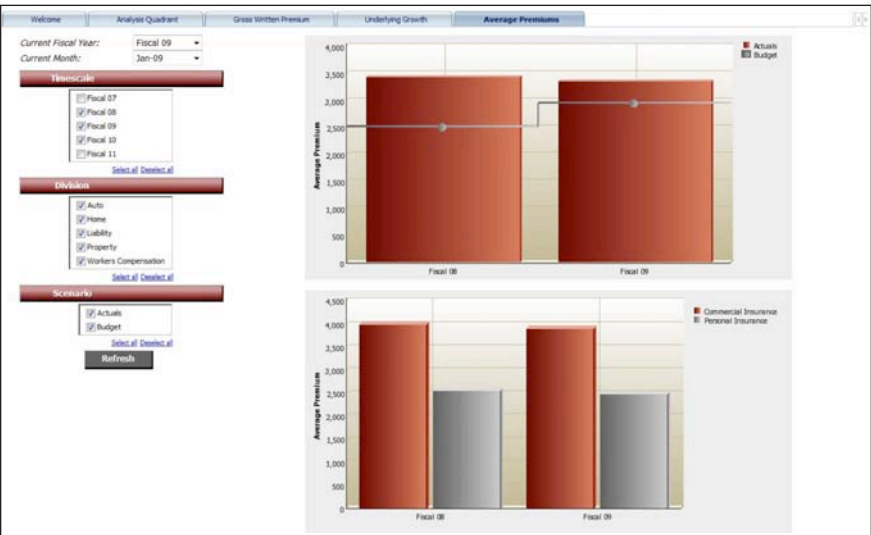 Welcome Analysis Quadrant Gross Written Premium Underlying Growth Average Premiums
Current Fiscal Year: Fiscal 09
Current Month: Jan-09
Timescale
Fiscal 07
Fiscal 08
Fiscal 09
Fiscal 10
Fiscal 11
Select all Deselect all
Division
Auto
Home
Liability
Property
Workers Compensation
Select all Deselect all
Scenario
Actuals
Budget
Select all Deselect all
Refresh
Actuals
Budget
Average Premium
4,000
3,500
3,000
2,500
2,000
1,500
1,000
500
0
Fiscal 08 Fiscal 09
Commercial Insurance
Personal Insurance
Average Premium
4,500
4,000
3,500
3,000
2,500
2,000
1,500
1,000
500
0
Fiscal 08 Fiscal 09